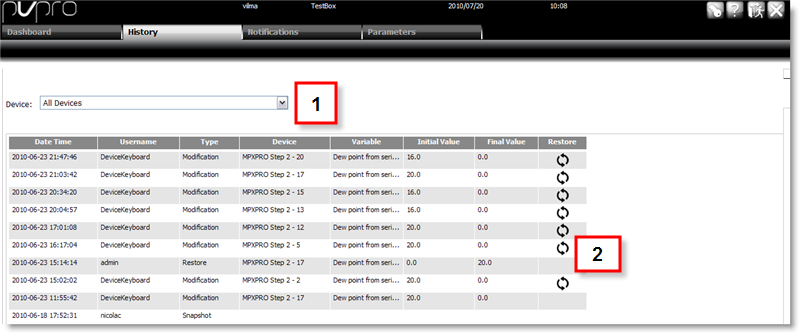 pvpro vilma TestBox 2010/07/20 10:08
Dashboard History Notifications Parameters
Device: All Devices 1
Date Time Username Type Device Variable Initial Value Final Value Restore
2010-06-23 21:47:46 DeviceKeyboard Modification MPXPRO Step 2 - 20 Dew point from seri... 16.0 0.0
2010-06-23 21:03:42 DeviceKeyboard Modification MPXPRO Step 2 - 17 Dew point from seri... 20.0 0.0
2010-06-23 20:34:20 DeviceKeyboard Modification MPXPRO Step 2 - 15 Dew point from seri... 16.0 0.0
2010-06-23 20:04:57 DeviceKeyboard Modification MPXPRO Step 2 - 13 Dew point from seri... 16.0 0.0
2010-06-23 17:01:08 DeviceKeyboard Modification MPXPRO Step 2 - 12 Dew point from seri... 20.0 0.0
2010-06-23 16:17:04 DeviceKeyboard Modification MPXPRO Step 2 - 5 Dew point from seri... 20.0 0.0
2
2010-06-23 15:14:14 admin Restore MPXPRO Step 2 - 17 Dew point from seri... 0.0 20.0
2010-06-23 15:02:02 DeviceKeyboard Modification MPXPRO Step 2 - 2 Dew point from seri... 20.0 0.0
2010-06-23 11:55:42 DeviceKeyboard Modification MPXPRO Step 2 - 17 Dew point from seri... 20.0 0.0
2010-06-18 17:52:31 nicolac Snapshot